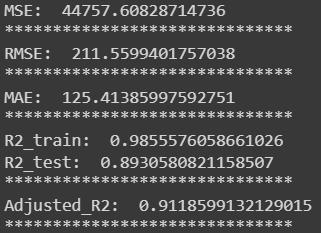 MSE:  44757.60828714736
******************************
RMSE:  211.5599401757038
******************************
MAE:  125.41385997592751
******************************
R2_train:  0.9855576058661026
R2_test:  0.8930580821158507
******************************
Adjusted_R2:  0.9118599132129015
******************************